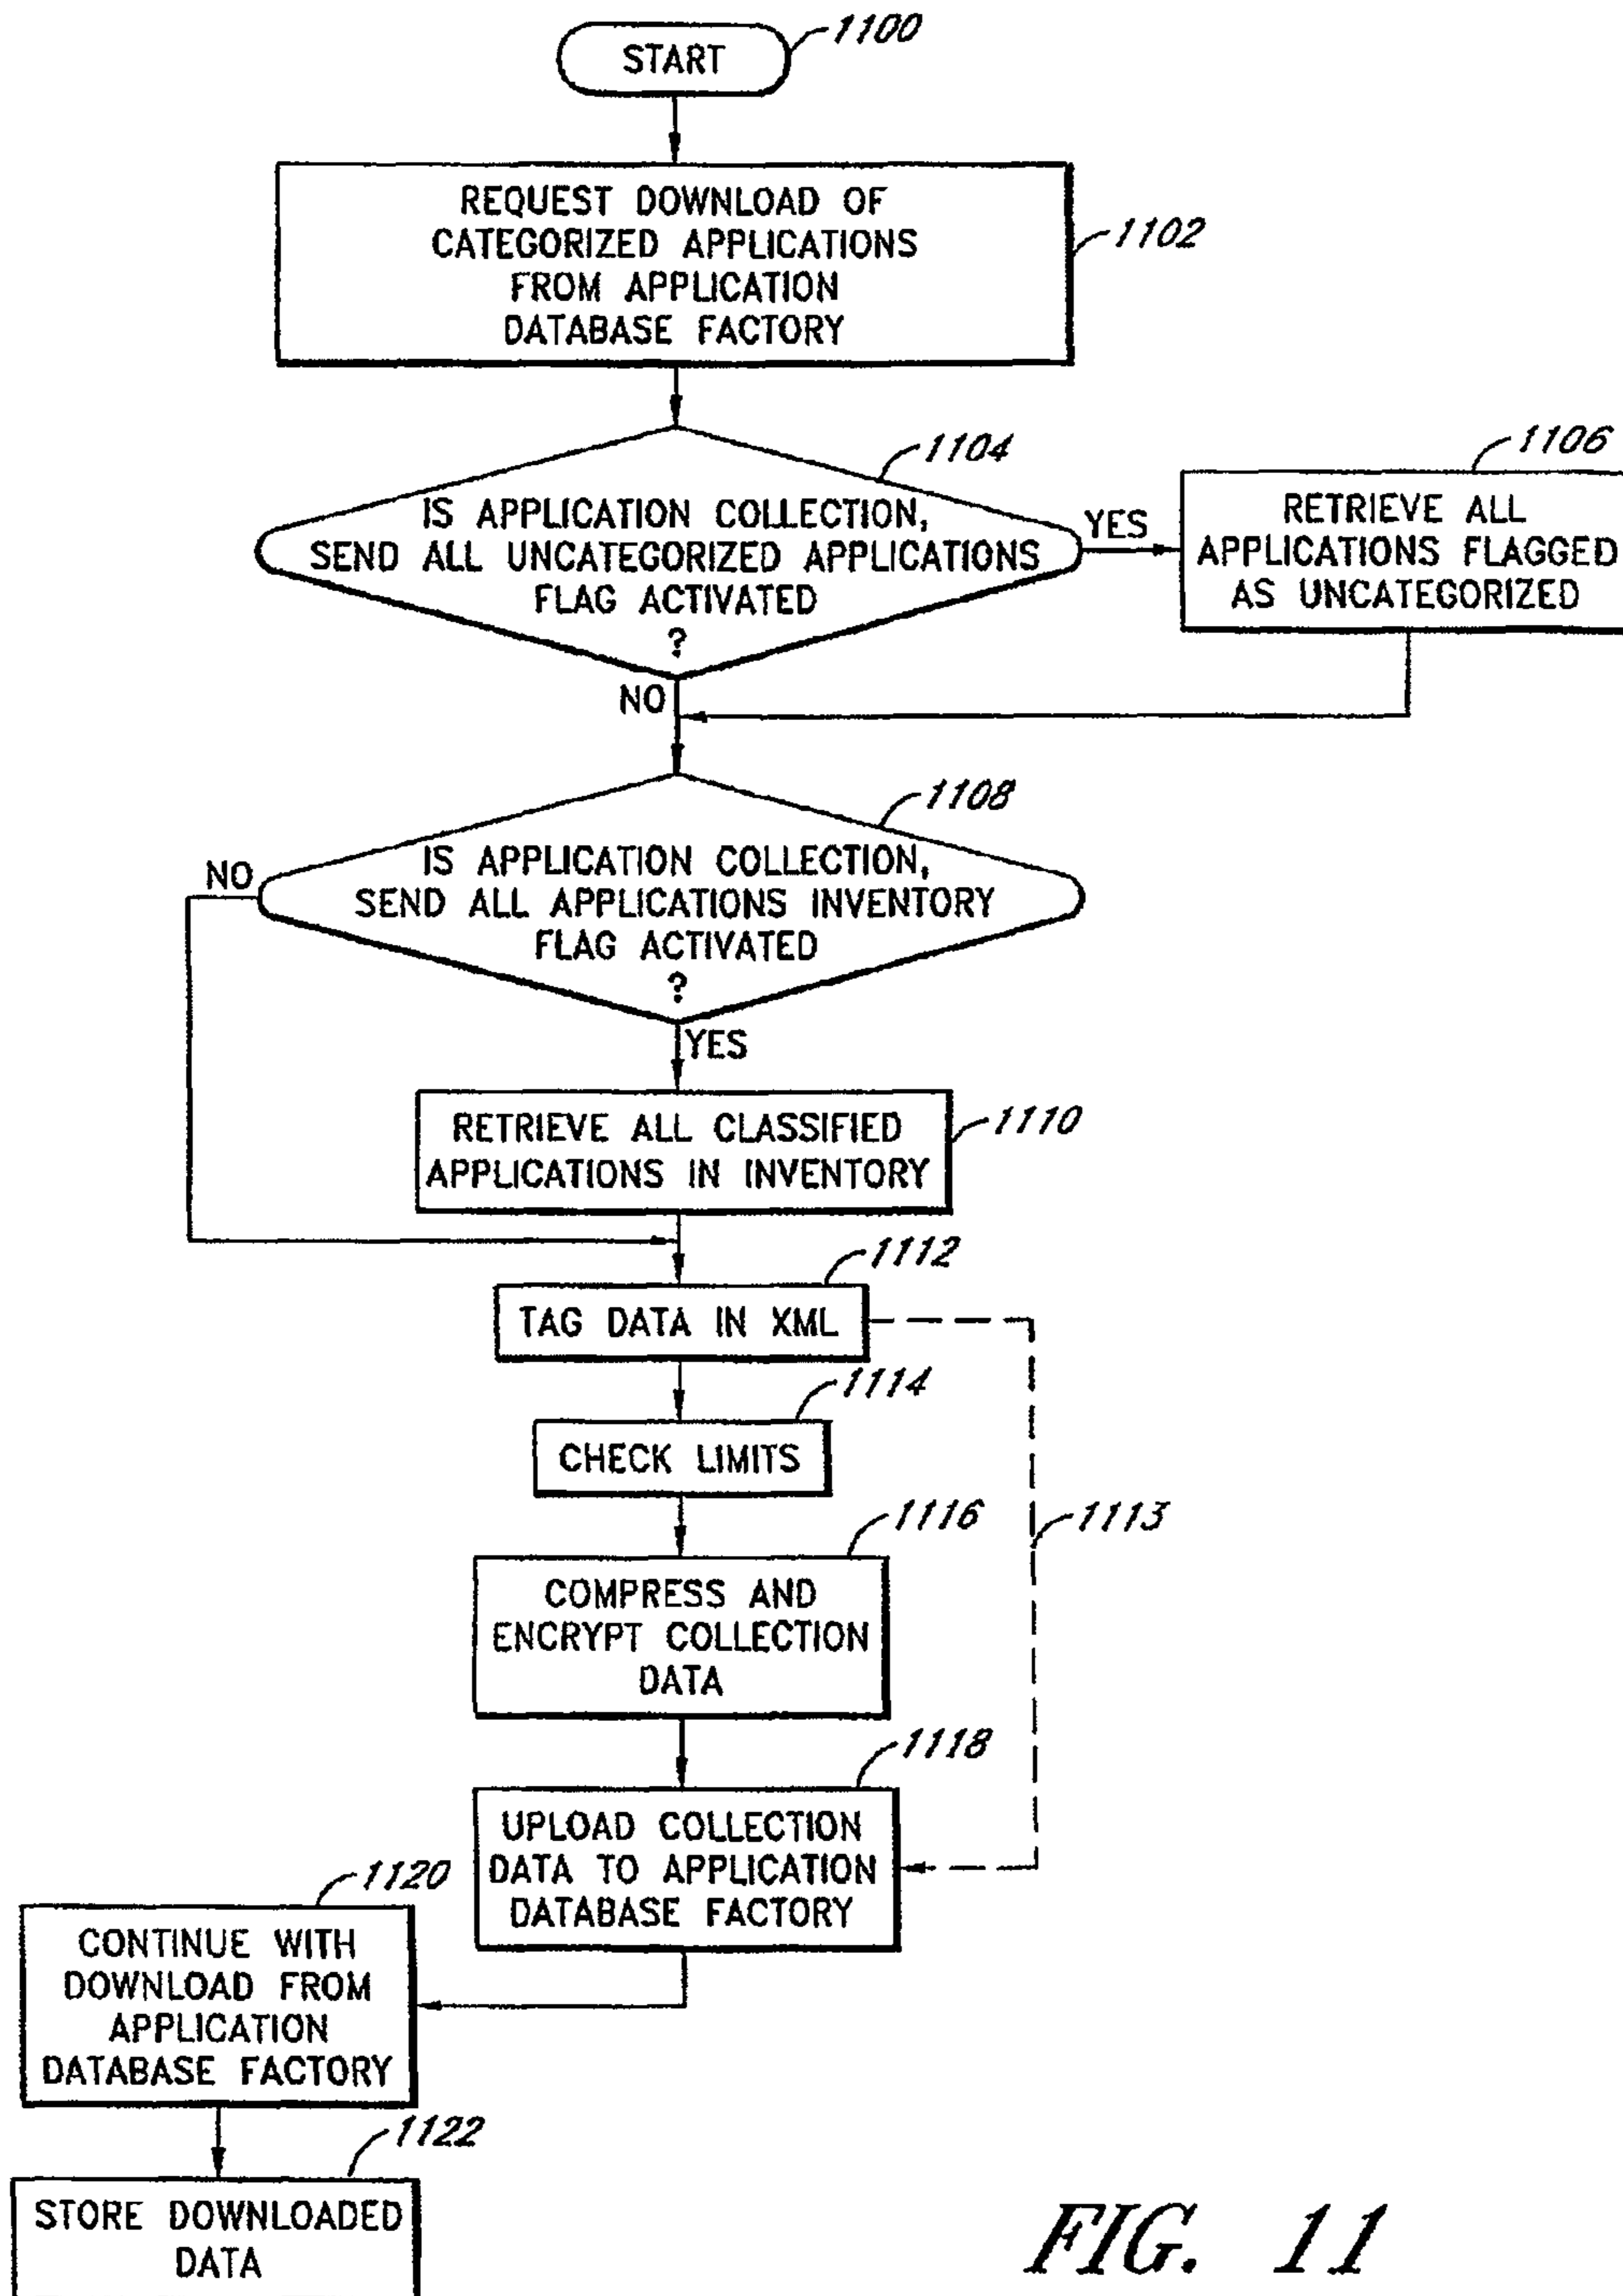 START
1100
REQUEST DOWNLOAD OF
CATEGORIZED APPLICATIONS
FROM APPLICATION
DATABASE FACTORY
1102
1104
IS APPLICATION COLLECTION,
SEND ALL UNCATEGORIZED APPLICATIONS
FLAG ACTIVATED
?
YES
NO
1106
RETRIEVE ALL
APPLICATIONS FLAGGED
AS UNCATEGORIZED
1108
IS APPLICATION COLLECTION,
SEND ALL APPLICATIONS INVENTORY
FLAG ACTIVATED
?
NO
YES
RETRIEVE ALL CLASSIFIED
APPLICATIONS IN INVENTORY
1110
1112
TAG DATA IN XML
1114
CHECK LIMITS
1113
1116
COMPRESS AND
ENCRYPT COLLECTION
DATA
1118
UPLOAD COLLECTION
DATA TO APPLICATION
DATABASE FACTORY
1120
CONTINUE WITH
DOWNLOAD FROM
APPLICATION
DATABASE FACTORY
1122
STORE DOWNLOADED
DATA
FIG. 11